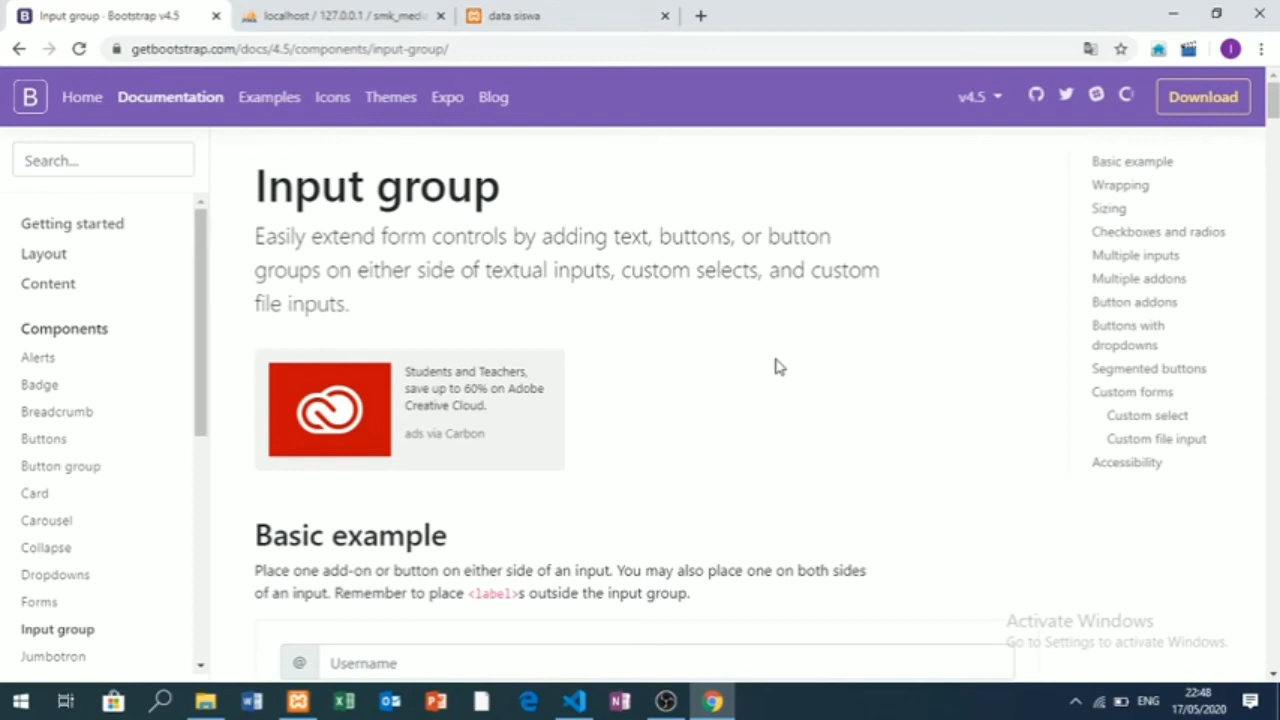 Input group · Bootstrap v4.5
localhost / 127.0.0.1 / smk_medi
data siswa
getbootstrap.com/docs/4.5/components/input-group/
B Home Documentation Examples Icons Themes Expo Blog v4.5 Download
Search...
Getting started
Layout
Content
Components
Alerts
Badge
Breadcrumb
Buttons
Button group
Card
Carousel
Collapse
Dropdowns
Forms
Input group
Jumbotron
Input group
Easily extend form controls by adding text, buttons, or button
groups on either side of textual inputs, custom selects, and custom
file inputs.
Students and Teachers,
save up to 60% on Adobe
Creative Cloud.
ads via Carbon
Basic example
Place one add-on or button on either side of an input. You may also place one on both sides
of an input. Remember to place <label>s outside the input group.
@ Username
Basic example
Wrapping
Sizing
Checkboxes and radios
Multiple inputs
Multiple addons
Button addons
Buttons with
dropdowns
Segmented buttons
Custom forms
Custom select
Custom file input
Accessibility
Activate Windows
Go to Settings to activate Windows.
ENG
22:48
17/05/2020